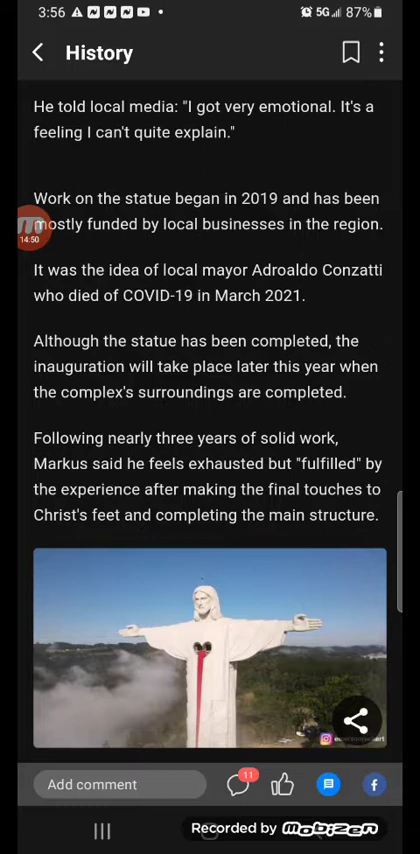 3:56
5G 87%
History
He told local media: "I got very emotional. It's a
feeling I can't quite explain."
Work on the statue began in 2019 and has been
mostly funded by local businesses in the region.
14:50
It was the idea of local mayor Adroaldo Conzatti
who died of COVID-19 in March 2021.
Although the statue has been completed, the
inauguration will take place later this year when
the complex's surroundings are completed.
Following nearly three years of solid work,
Markus said he feels exhausted but "fulfilled" by
the experience after making the final touches to
Christ's feet and completing the main structure.
Add comment
11
Recorded by mobizen